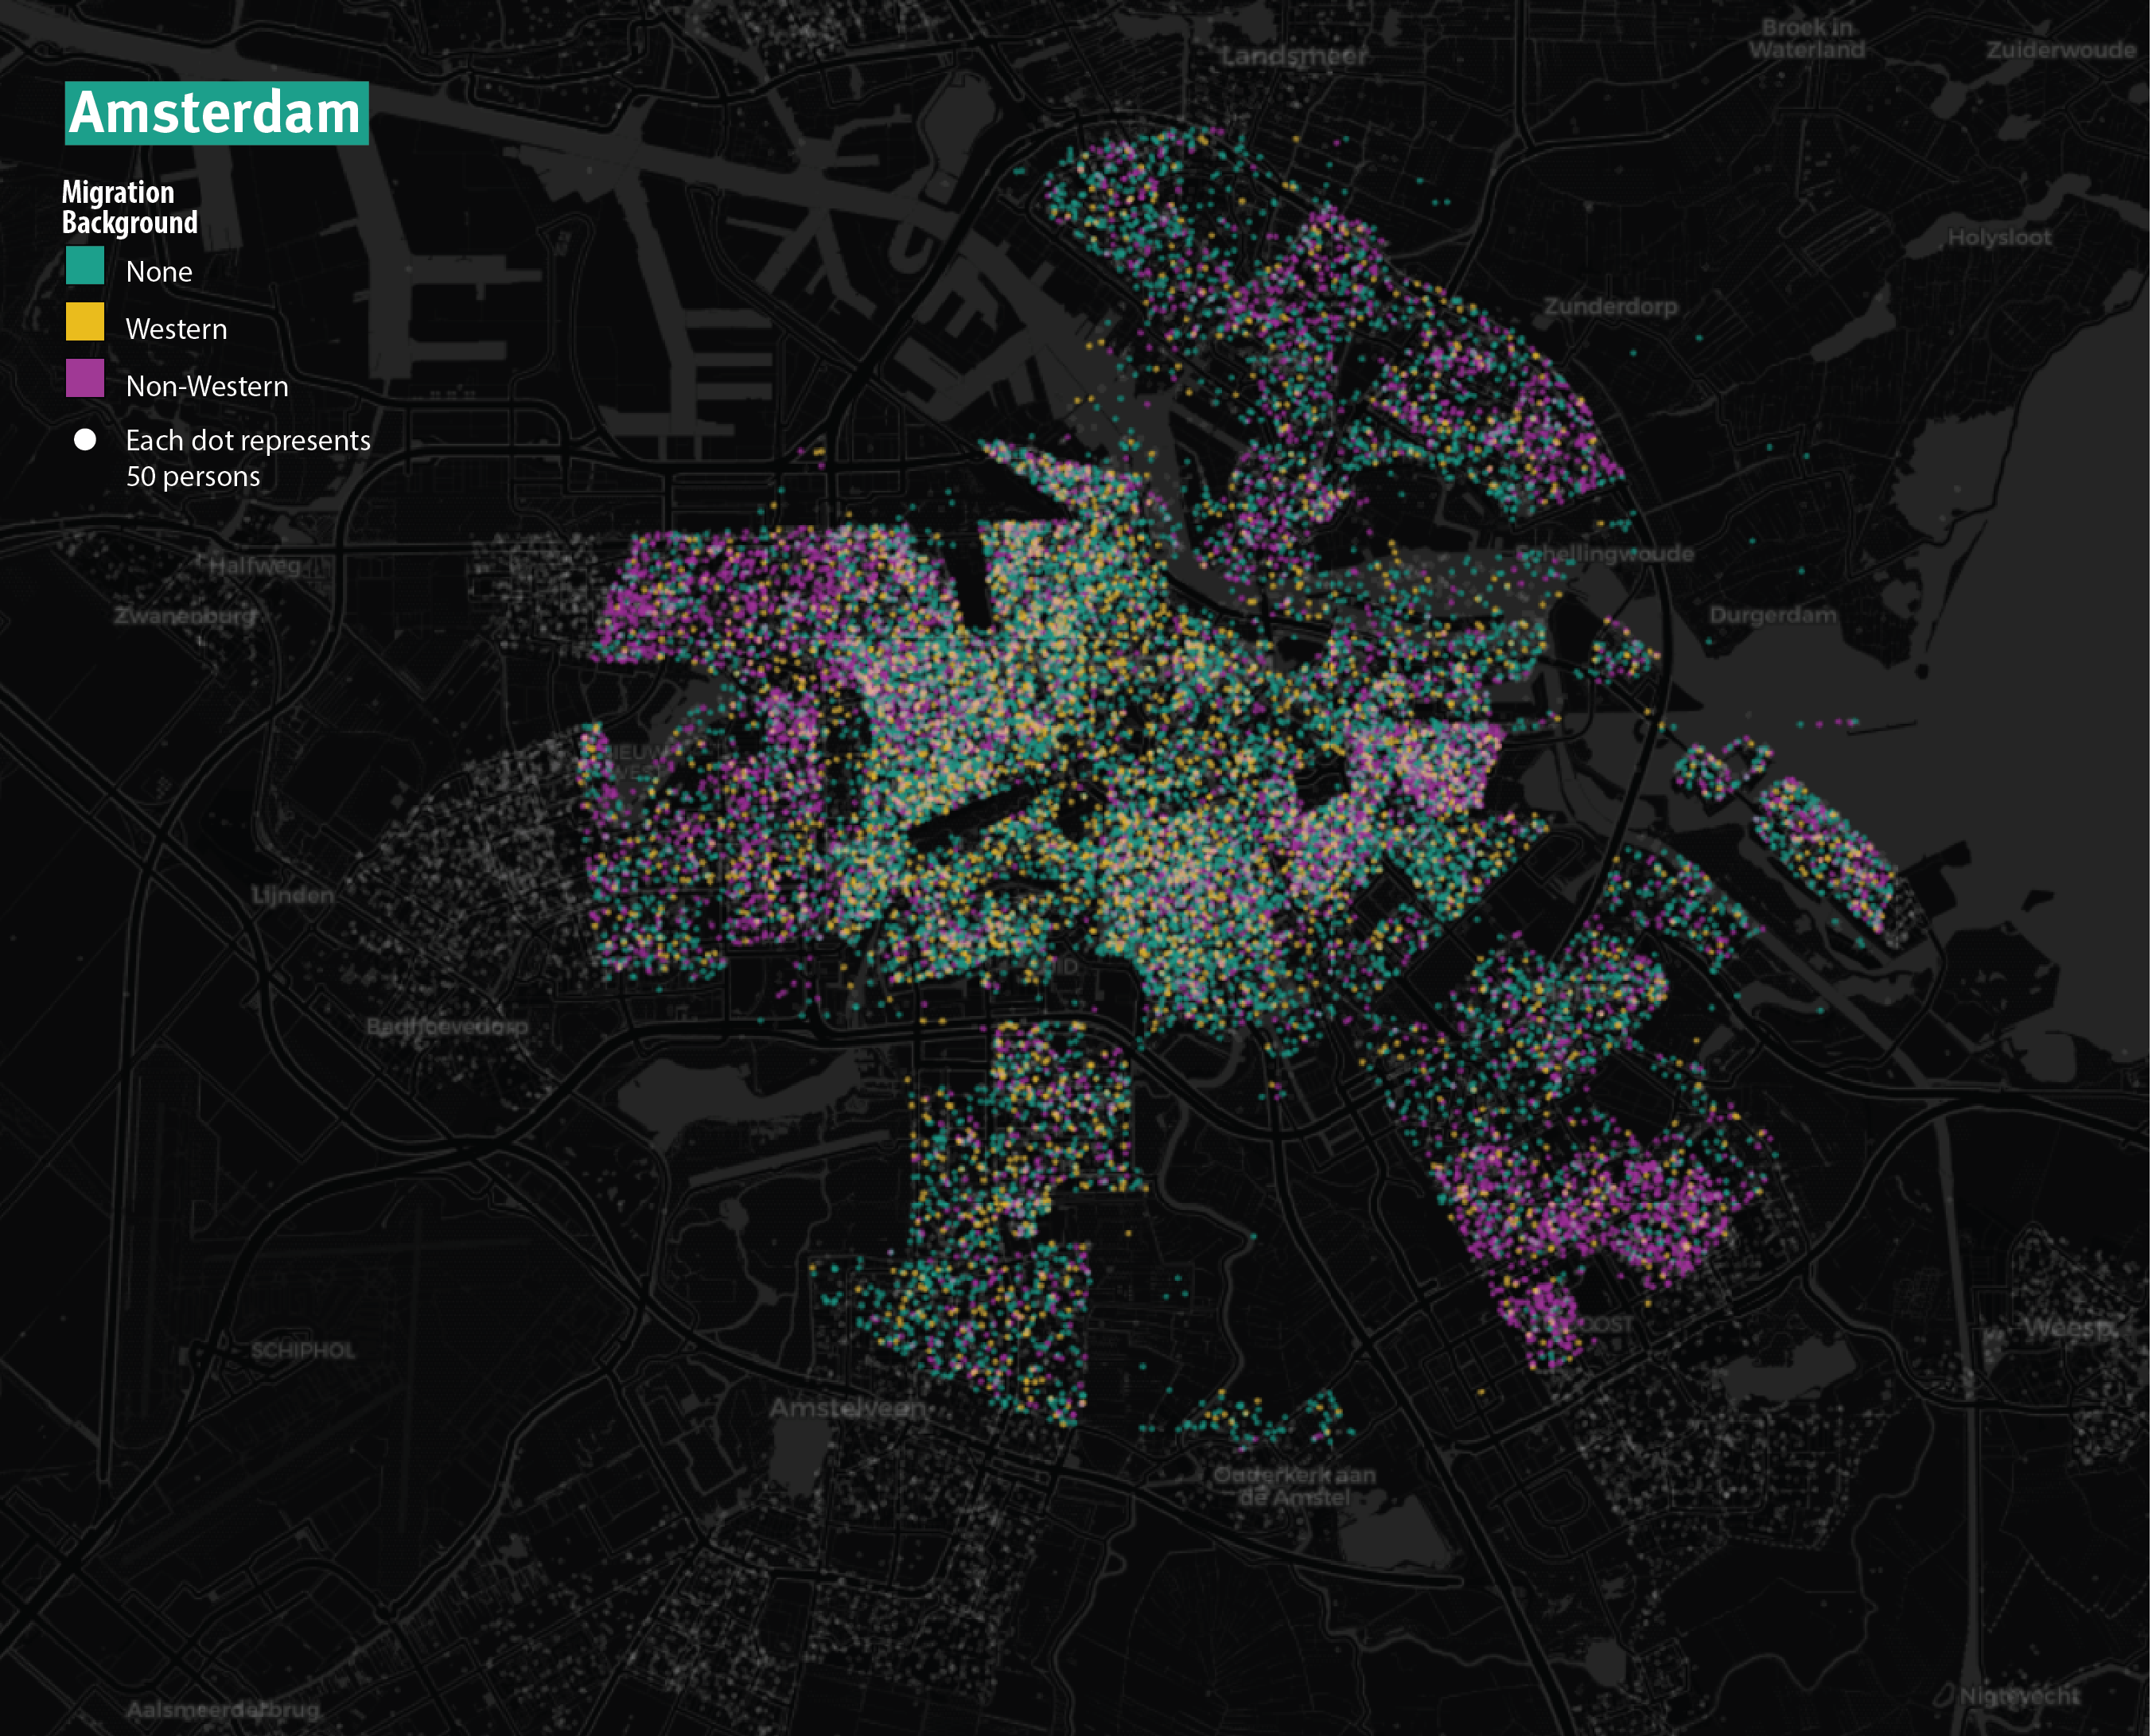 Amsterdam
Migration
Background
None
Western
Non-Western
Each dot represents
50 persons
Landsmeer
Broek in
Waterland
Zuiderwoude
Holysloot
Zunderdorp
Schellingwoude
Durgerdam
Halfweg
Zwanenburg
Lijnden
Badhoevedorp
SCHIPHOL
Amstelveen
Ouderkerk aan
de Amstel
Weesp
Aalsmeerderbrug
Nigtevecht